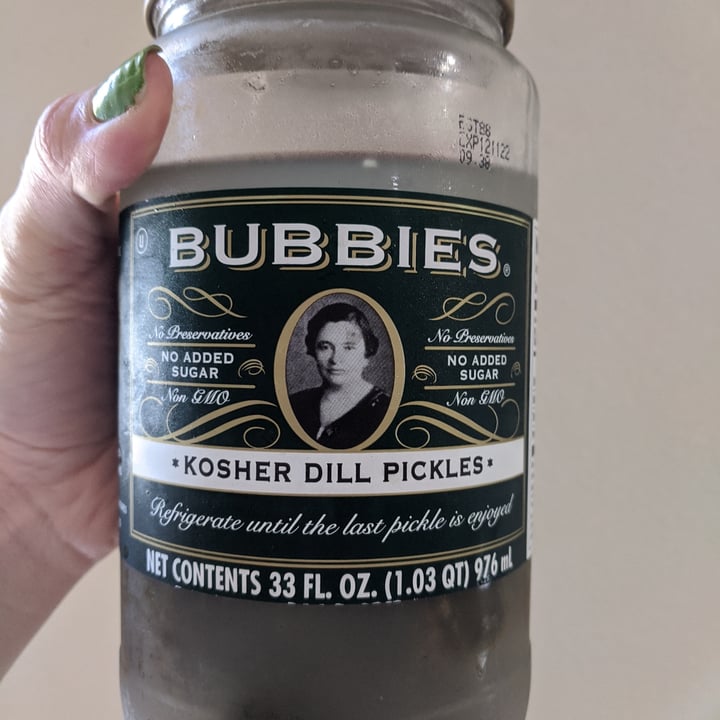 EST88
EXP121122
09 38
U
BUBBIES®
No Preservatives
NO ADDED
SUGAR
Non GMO
No Preservatives
NO ADDED
SUGAR
Non GMO
*KOSHER DILL PICKLES*
Refrigerate until the last pickle is enjoyed
NET CONTENTS 33 FL. OZ. (1.03 QT) 976 mL